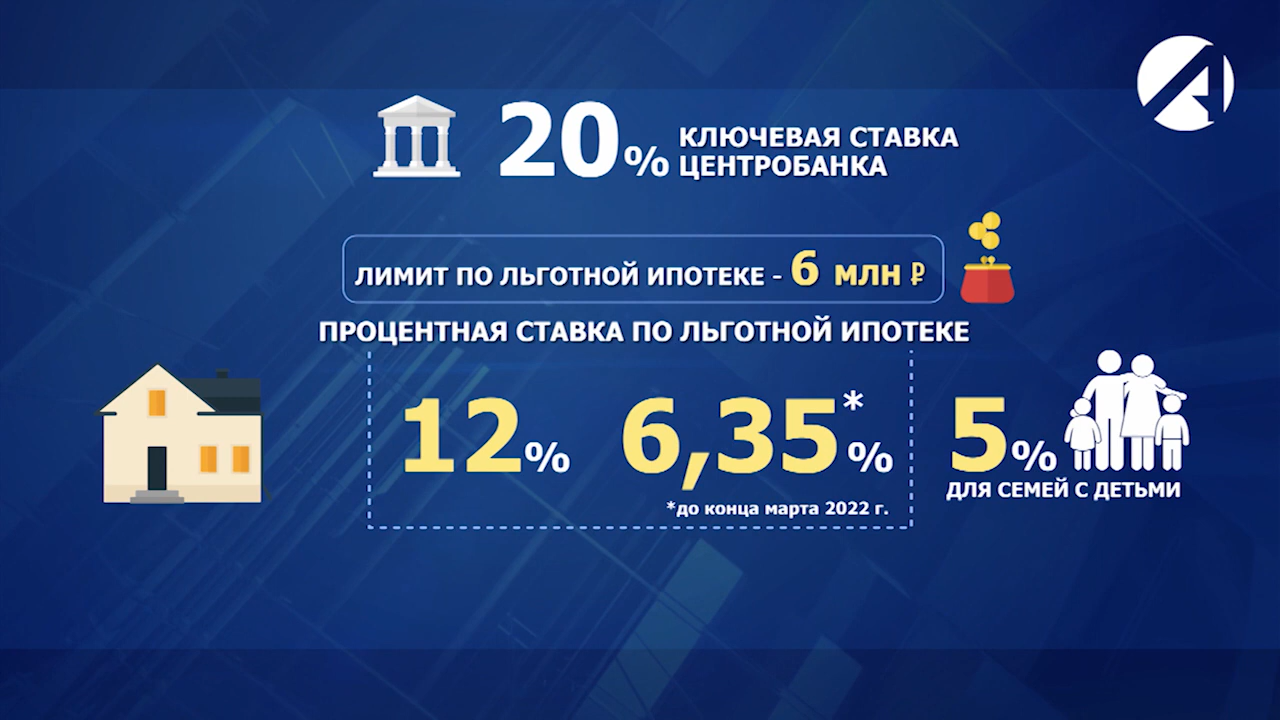 20% КЛЮЧЕВАЯ СТАВКА
ЦЕНТРОБАНКА
ЛИМИТ ПО ЛЬГОТНОЙ ИПОТЕКЕ - 6 млн ₽
ПРОЦЕНТНАЯ СТАВКА ПО ЛЬГОТНОЙ ИПОТЕКЕ
12% 6,35*% 5%
*до конца марта 2022 г.
ДЛЯ СЕМЕЙ С ДЕТЬМИ